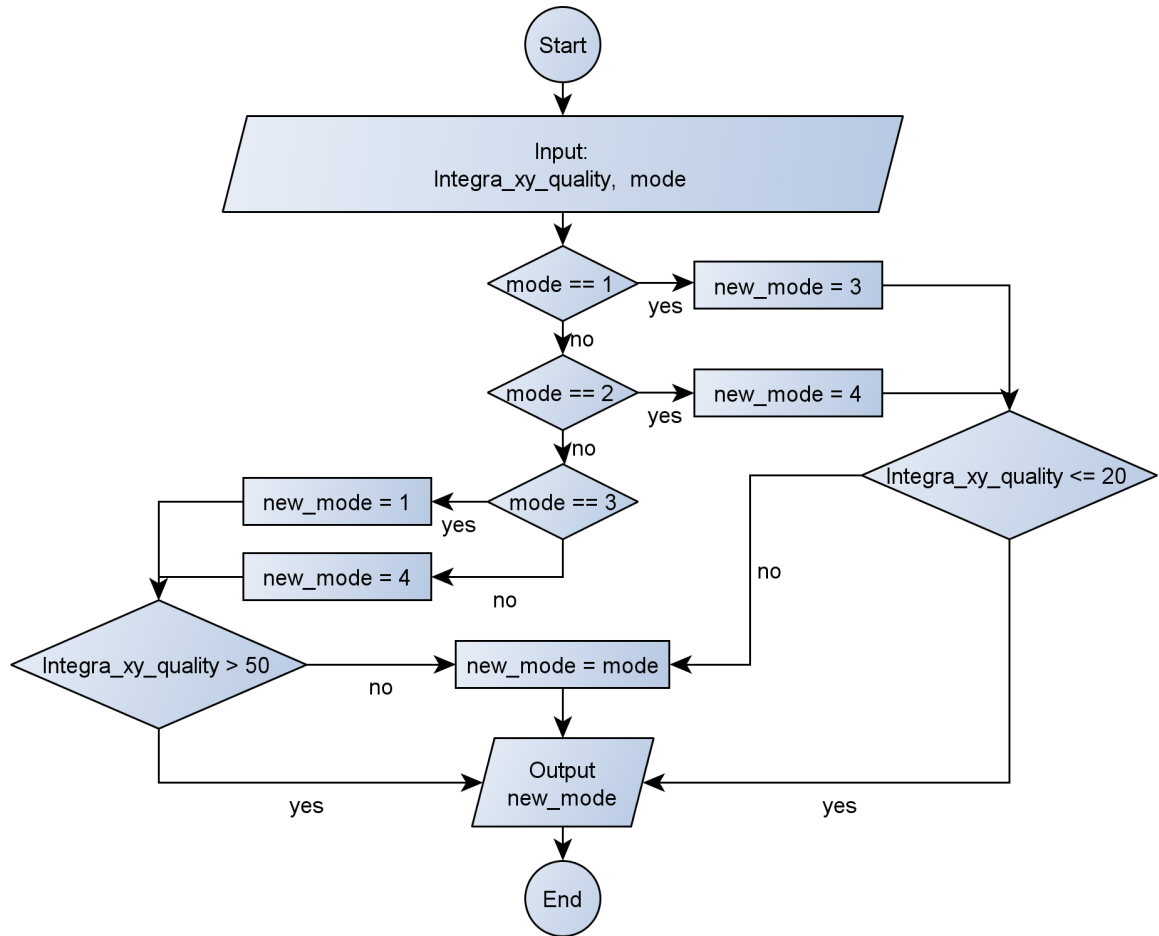 Start
Input:
Integra_xy_quality, mode
mode == 1
yes
new_mode = 3
no
mode == 2
yes
new_mode = 4
no
mode == 3
yes
new_mode = 1
no
new_mode = 4
Integra_xy_quality <= 20
no
Integra_xy_quality > 50
no
new_mode = mode
yes
yes
Output
new_mode
End